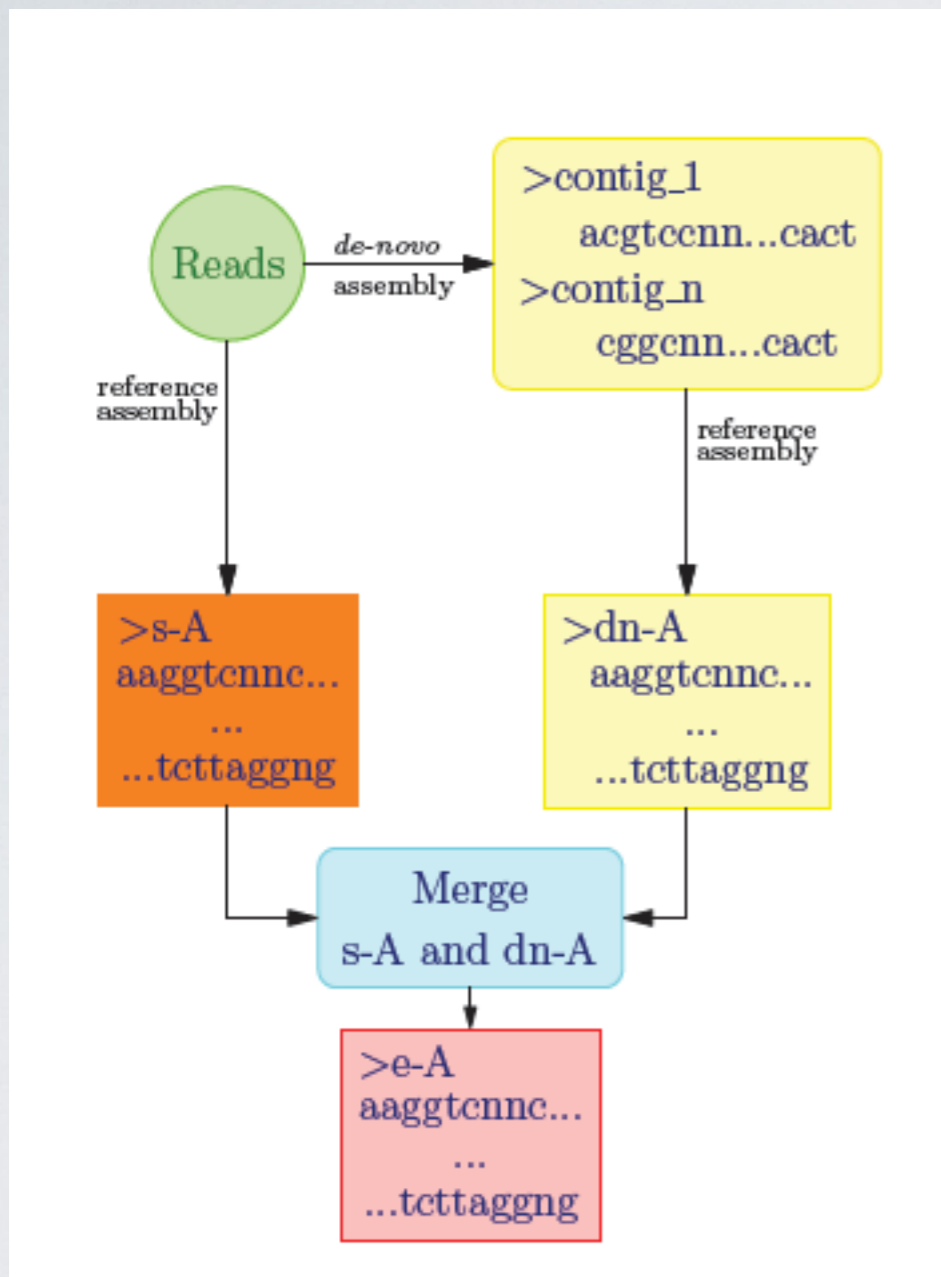 Reads
de-novo
assembly
>contig_1
acgtccnn...cact
>contig_n
cggcnn...cact
reference
assembly
reference
assembly
>s-A
aaggtcnnc...
...
...tcttaggng
>dn-A
aaggtcnnc...
...
...tcttaggng
Merge
s-A and dn-A
>e-A
aaggtcnnc...
...
...tcttaggng